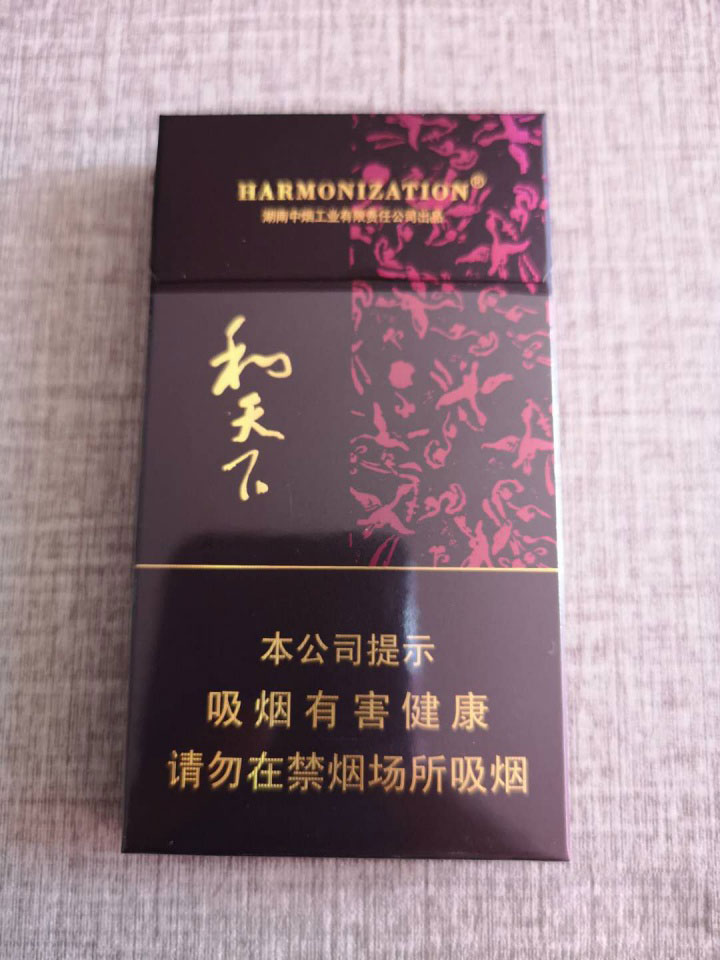 HARMONIZATION®
湖南中烟工业有限责任公司出品
和天下
本公司提示
吸烟有害健康
请勿在禁烟场所吸烟